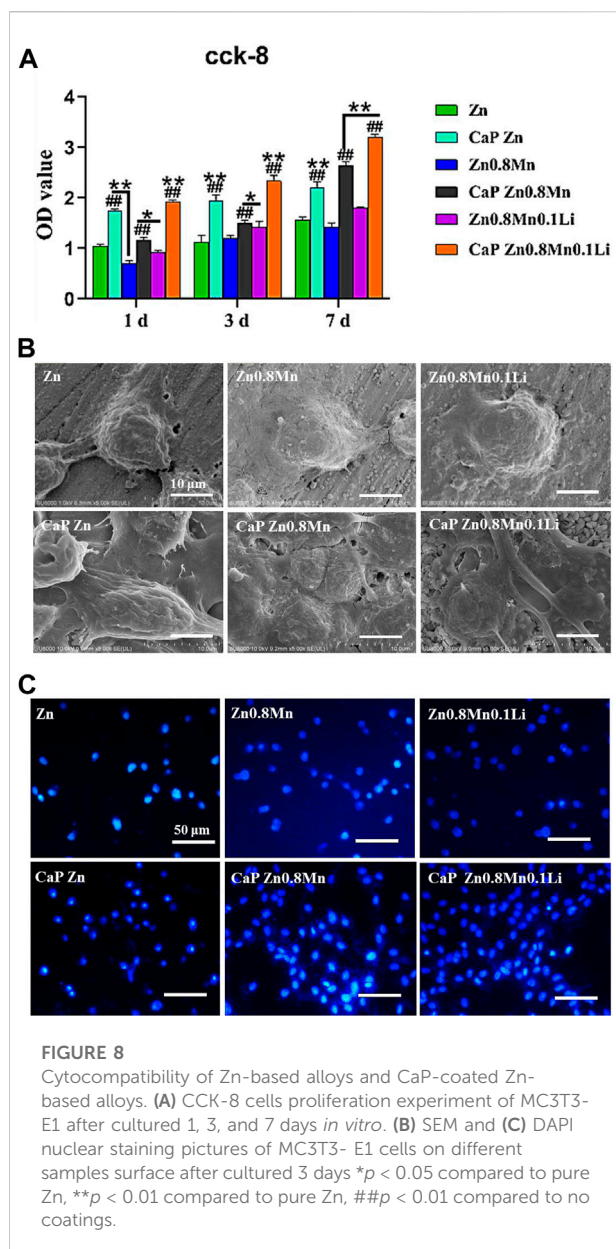 A
cck-8
OD value
4
3
2
1
0
1 d
3 d
7 d
**
##
**
##
*
**
##
**
##
##
*
**
##
**
##
##
**
##
Zn
CaP Zn
Zn0.8Mn
CaP Zn0.8Mn
Zn0.8Mn0.1Li
CaP Zn0.8Mn0.1Li
B
Zn
Zn0.8Mn
Zn0.8Mn0.1Li
10 μm
CaP Zn
CaP Zn0.8Mn
CaP Zn0.8Mn0.1Li
C
Zn
Zn0.8Mn
Zn0.8Mn0.1Li
50 μm
CaP Zn
CaP Zn0.8Mn
CaP Zn0.8Mn0.1Li
FIGURE 8
Cytocompatibility of Zn-based alloys and CaP-coated Zn-
based alloys. (A) CCK-8 cells proliferation experiment of MC3T3-
E1 after cultured 1, 3, and 7 days in vitro. (B) SEM and (C) DAPI
nuclear staining pictures of MC3T3- E1 cells on different
samples surface after cultured 3 days *p < 0.05 compared to pure
Zn, **p < 0.01 compared to pure Zn, ##p < 0.01 compared to no
coatings.